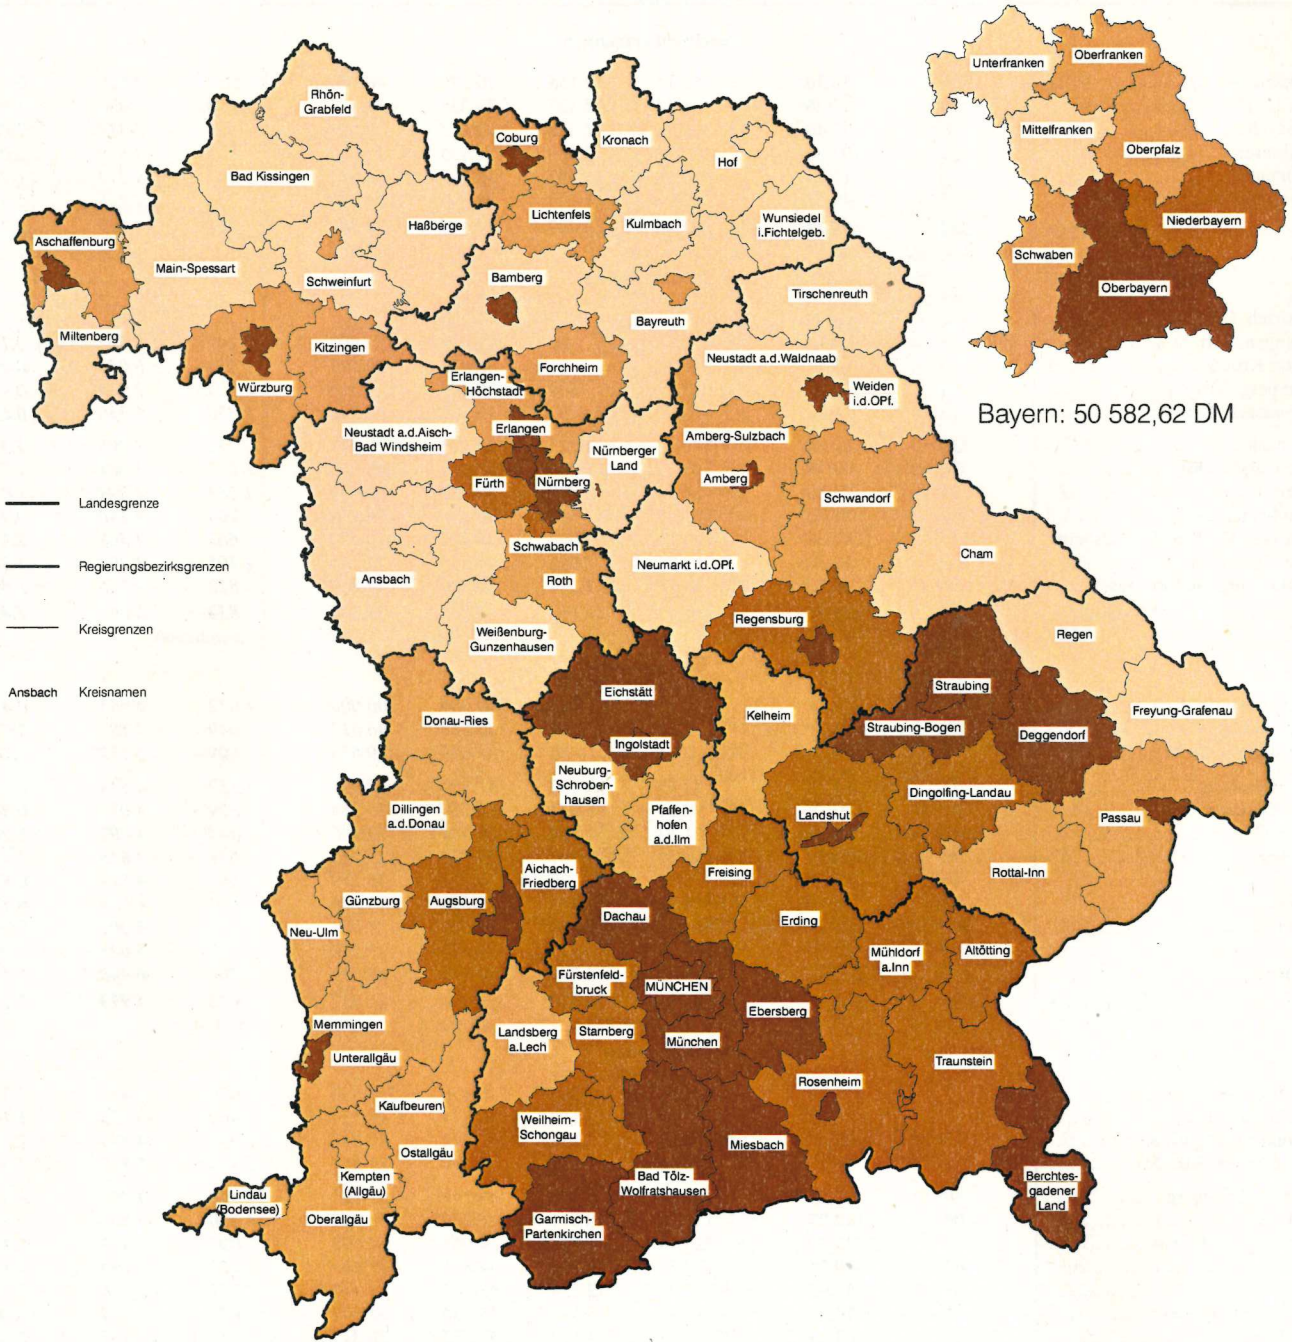 Unterfranken
Oberfranken
Mittelfranken
Oberpfalz
Niederbayern
Schwaben
Oberbayern
Bayern: 50 582,62 DM
Rhön-
Grabfeld
Coburg
Kronach
Hof
Bad Kissingen
Lichtenfels
Kulmbach
Wunsiedel
i.Fichtelgeb.
Haßberge
Aschaffenburg
Main-Spessart
Schweinfurt
Bamberg
Bayreuth
Tirschenreuth
Miltenberg
Würzburg
Kitzingen
Erlangen-
Höchstadt
Forchheim
Neustadt a.d.Waldnaab
Weiden
i.d.OPf.
Neustadt a.d.Aisch-
Bad Windsheim
Erlangen
Nürnberger
Land
Amberg-Sulzbach
Fürth
Nürnberg
Amberg
Schwandorf
Schwabach
Ansbach
Roth
Neumarkt i.d.OPf.
Cham
Weißenburg-
Gunzenhausen
Regensburg
Regen
Landesgrenze
Regierungsbezirksgrenzen
Kreisgrenzen
Ansbach Kreisnamen
Eichstätt
Straubing
Donau-Ries
Kelheim
Freyung-Grafenau
Ingolstadt
Straubing-Bogen
Deggendorf
Neuburg-
Schroben-
hausen
Dillingen
a.d.Donau
Pfaffen-
hofen
a.d.Ilm
Landshut
Dingolfing-Landau
Passau
Aichach-
Friedberg
Freising
Rottal-Inn
Günzburg
Augsburg
Neu-Ulm
Dachau
Erding
Mühldorf
a.Inn
Altötting
Fürstenfeld-
bruck
MÜNCHEN
Ebersberg
Memmingen
Unterallgäu
Landsberg
a.Lech
Starnberg
München
Traunstein
Rosenheim
Kaufbeuren
Weilheim-
Schongau
Miesbach
Ostallgäu
Kempten
(Allgäu)
Bad Tölz-
Wolfratshausen
Berchtes-
gadener
Land
Lindau
(Bodensee)
Oberallgäu
Garmisch-
Partenkirchen